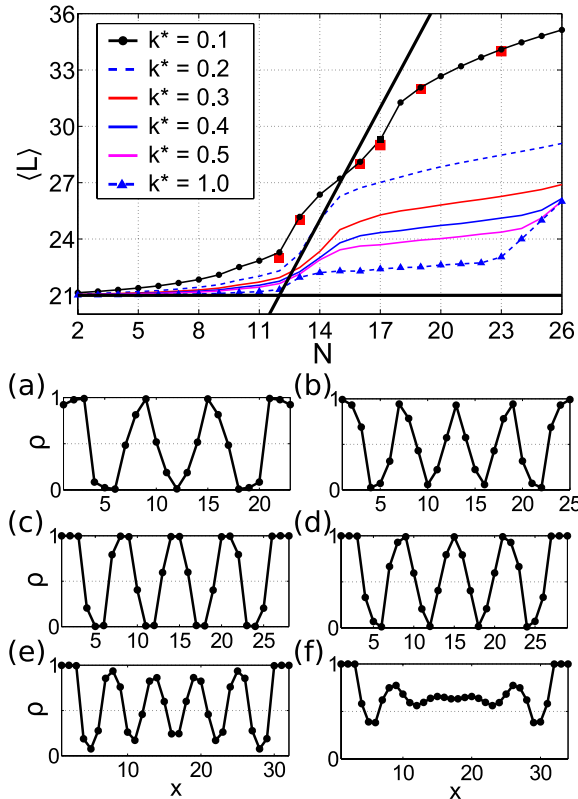 36
33
30
27
24
21
⟨L⟩
k* = 0.1
k* = 0.2
k* = 0.3
k* = 0.4
k* = 0.5
k* = 1.0
2 5 8 11 14 17 20 23 26
N
(a) (b)
1 ρ 0
5 10 15 20
1 0
5 10 15 20 25
(c) (d)
1 ρ 0
5 10 15 20 25
1 0
5 10 15 20 25
(e) (f)
1 ρ 0
10 20 30
x
1 0
10 20 30
x